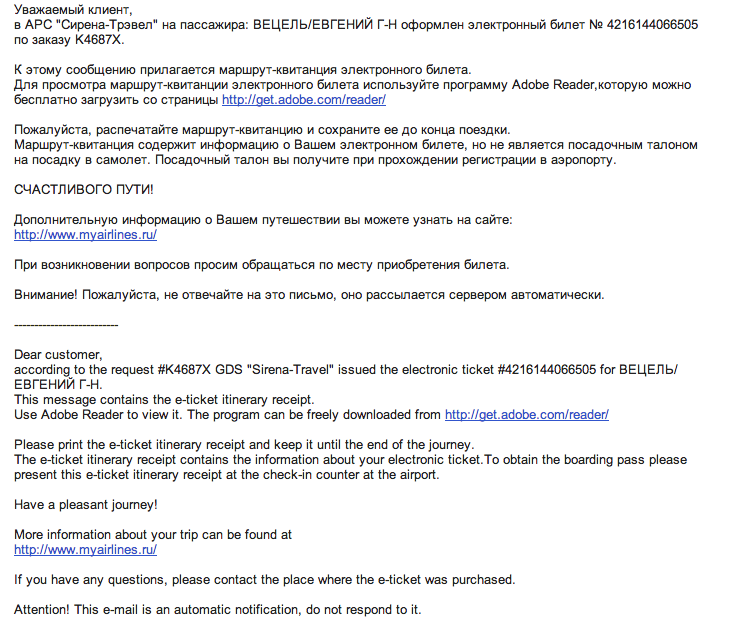 Уважаемый клиент,
в АРС "Сирена-Трэвел" на пассажира: ВЕЦЕЛЬ/ЕВГЕНИЙ Г-Н оформлен электронный билет № 4216144066505
по заказу K4687X.
К этому сообщению прилагается маршрут-квитанция электронного билета.
Для просмотра маршрут-квитанции электронного билета используйте программу Adobe Reader,которую можно
бесплатно загрузить со страницы http://get.adobe.com/reader/
Пожалуйста, распечатайте маршрут-квитанцию и сохраните ее до конца поездки.
Маршрут-квитанция содержит информацию о Вашем электронном билете, но не является посадочным талоном
на посадку в самолет. Посадочный талон вы получите при прохождении регистрации в аэропорту.
СЧАСТЛИВОГО ПУТИ!
Дополнительную информацию о Вашем путешествии вы можете узнать на сайте:
http://www.myairlines.ru/
При возникновении вопросов просим обращаться по месту приобретения билета.
Внимание! Пожалуйста, не отвечайте на это письмо, оно рассылается сервером автоматически.
--------------------------
Dear customer,
according to the request #K4687X GDS "Sirena-Travel" issued the electronic ticket #4216144066505 for ВЕЦЕЛЬ/
ЕВГЕНИЙ Г-Н.
This message contains the e-ticket itinerary receipt.
Use Adobe Reader to view it. The program can be freely downloaded from http://get.adobe.com/reader/
Please print the e-ticket itinerary receipt and keep it until the end of the journey.
The e-ticket itinerary receipt contains the information about your electronic ticket.To obtain the boarding pass please
present this e-ticket itinerary receipt at the check-in counter at the airport.
Have a pleasant journey!
More information about your trip can be found at
http://www.myairlines.ru/
If you have any questions, please contact the place where the e-ticket was purchased.
Attention! This e-mail is an automatic notification, do not respond to it.